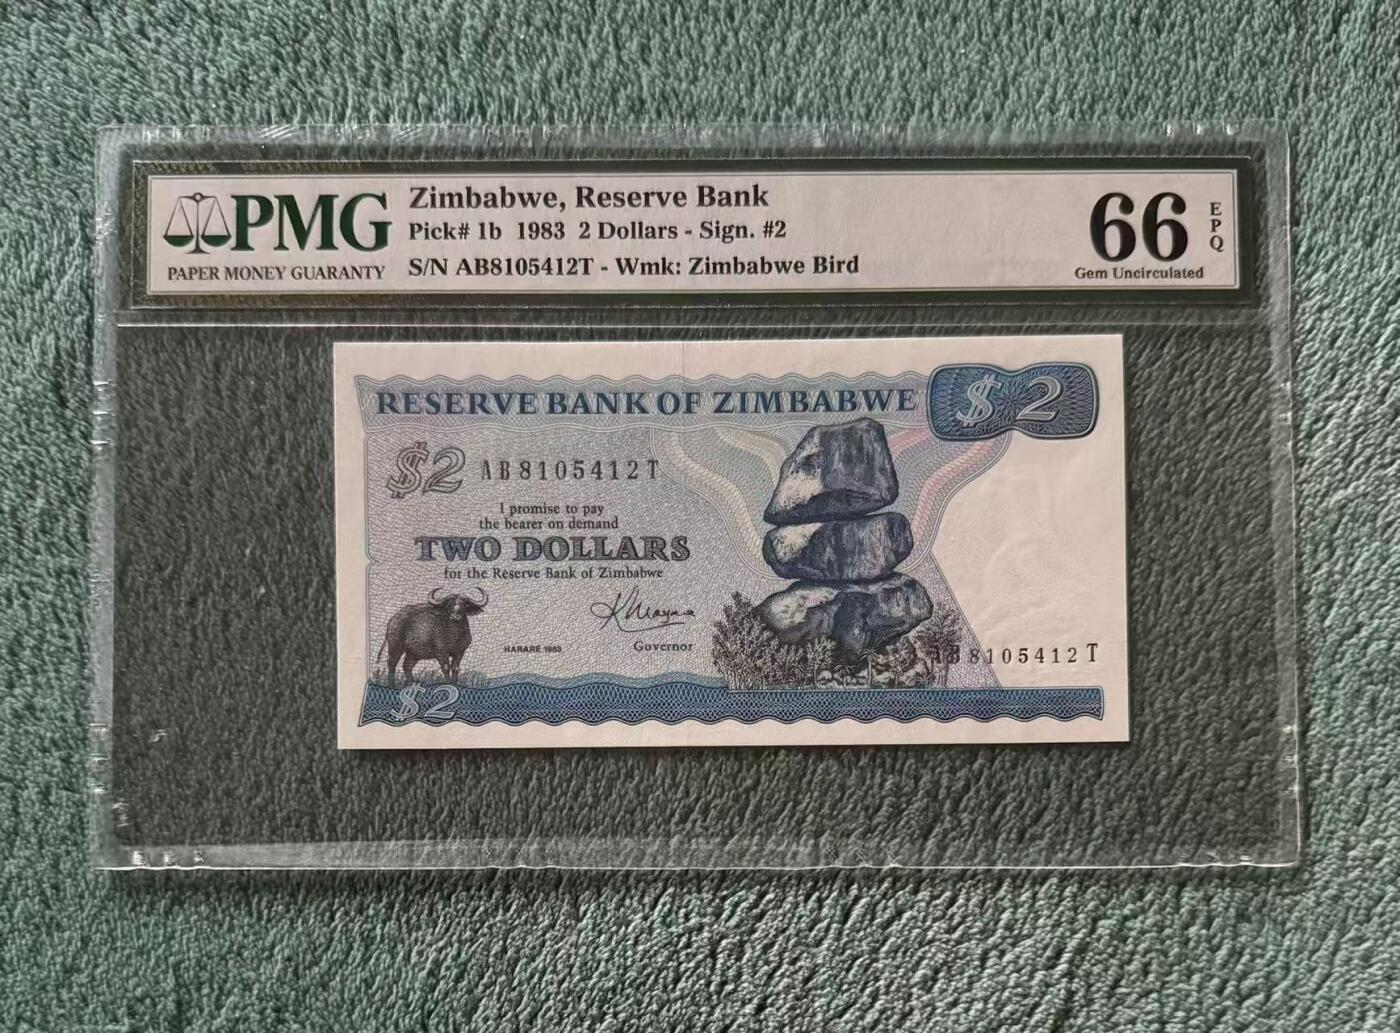 PMG
PAPER MONEY GUARANTY
Zimbabwe, Reserve Bank
Pick# 1b 1983 2 Dollars - Sign. #2
S/N AB8105412T - Wmk: Zimbabwe Bird
66
EPQ
Gem Uncirculated
RESERVE BANK OF ZIMBABWE
$2
$2 AB8105412T
I promise to pay
the bearer on demand
TWO DOLLARS
for the Reserve Bank of Zimbabwe
HARARE 1983
Governor
AB8105412T
$2